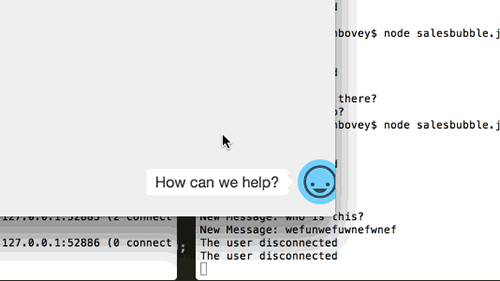 d
nbovey$ node salesbubble.j
d
there?
o?
nbovey$ node salesbubble.j
d
How can we help?
127.0.0.1:52885 (2 connect
New Message: who is this?
New Message: wefunwefuwnefwnef
127.0.0.1:52886 (0 connect ;
The user disconnected
The user disconnected